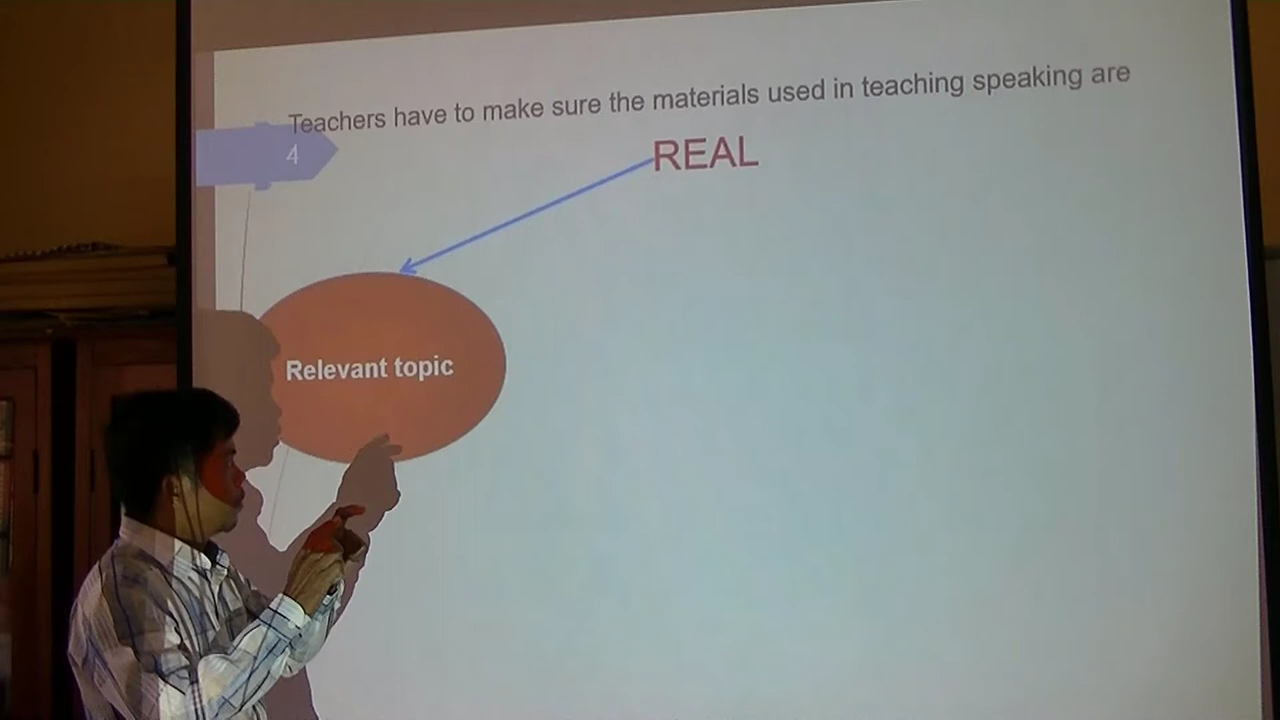 Teachers have to make sure the materials used in teaching speaking are
4
REAL
Relevant topic